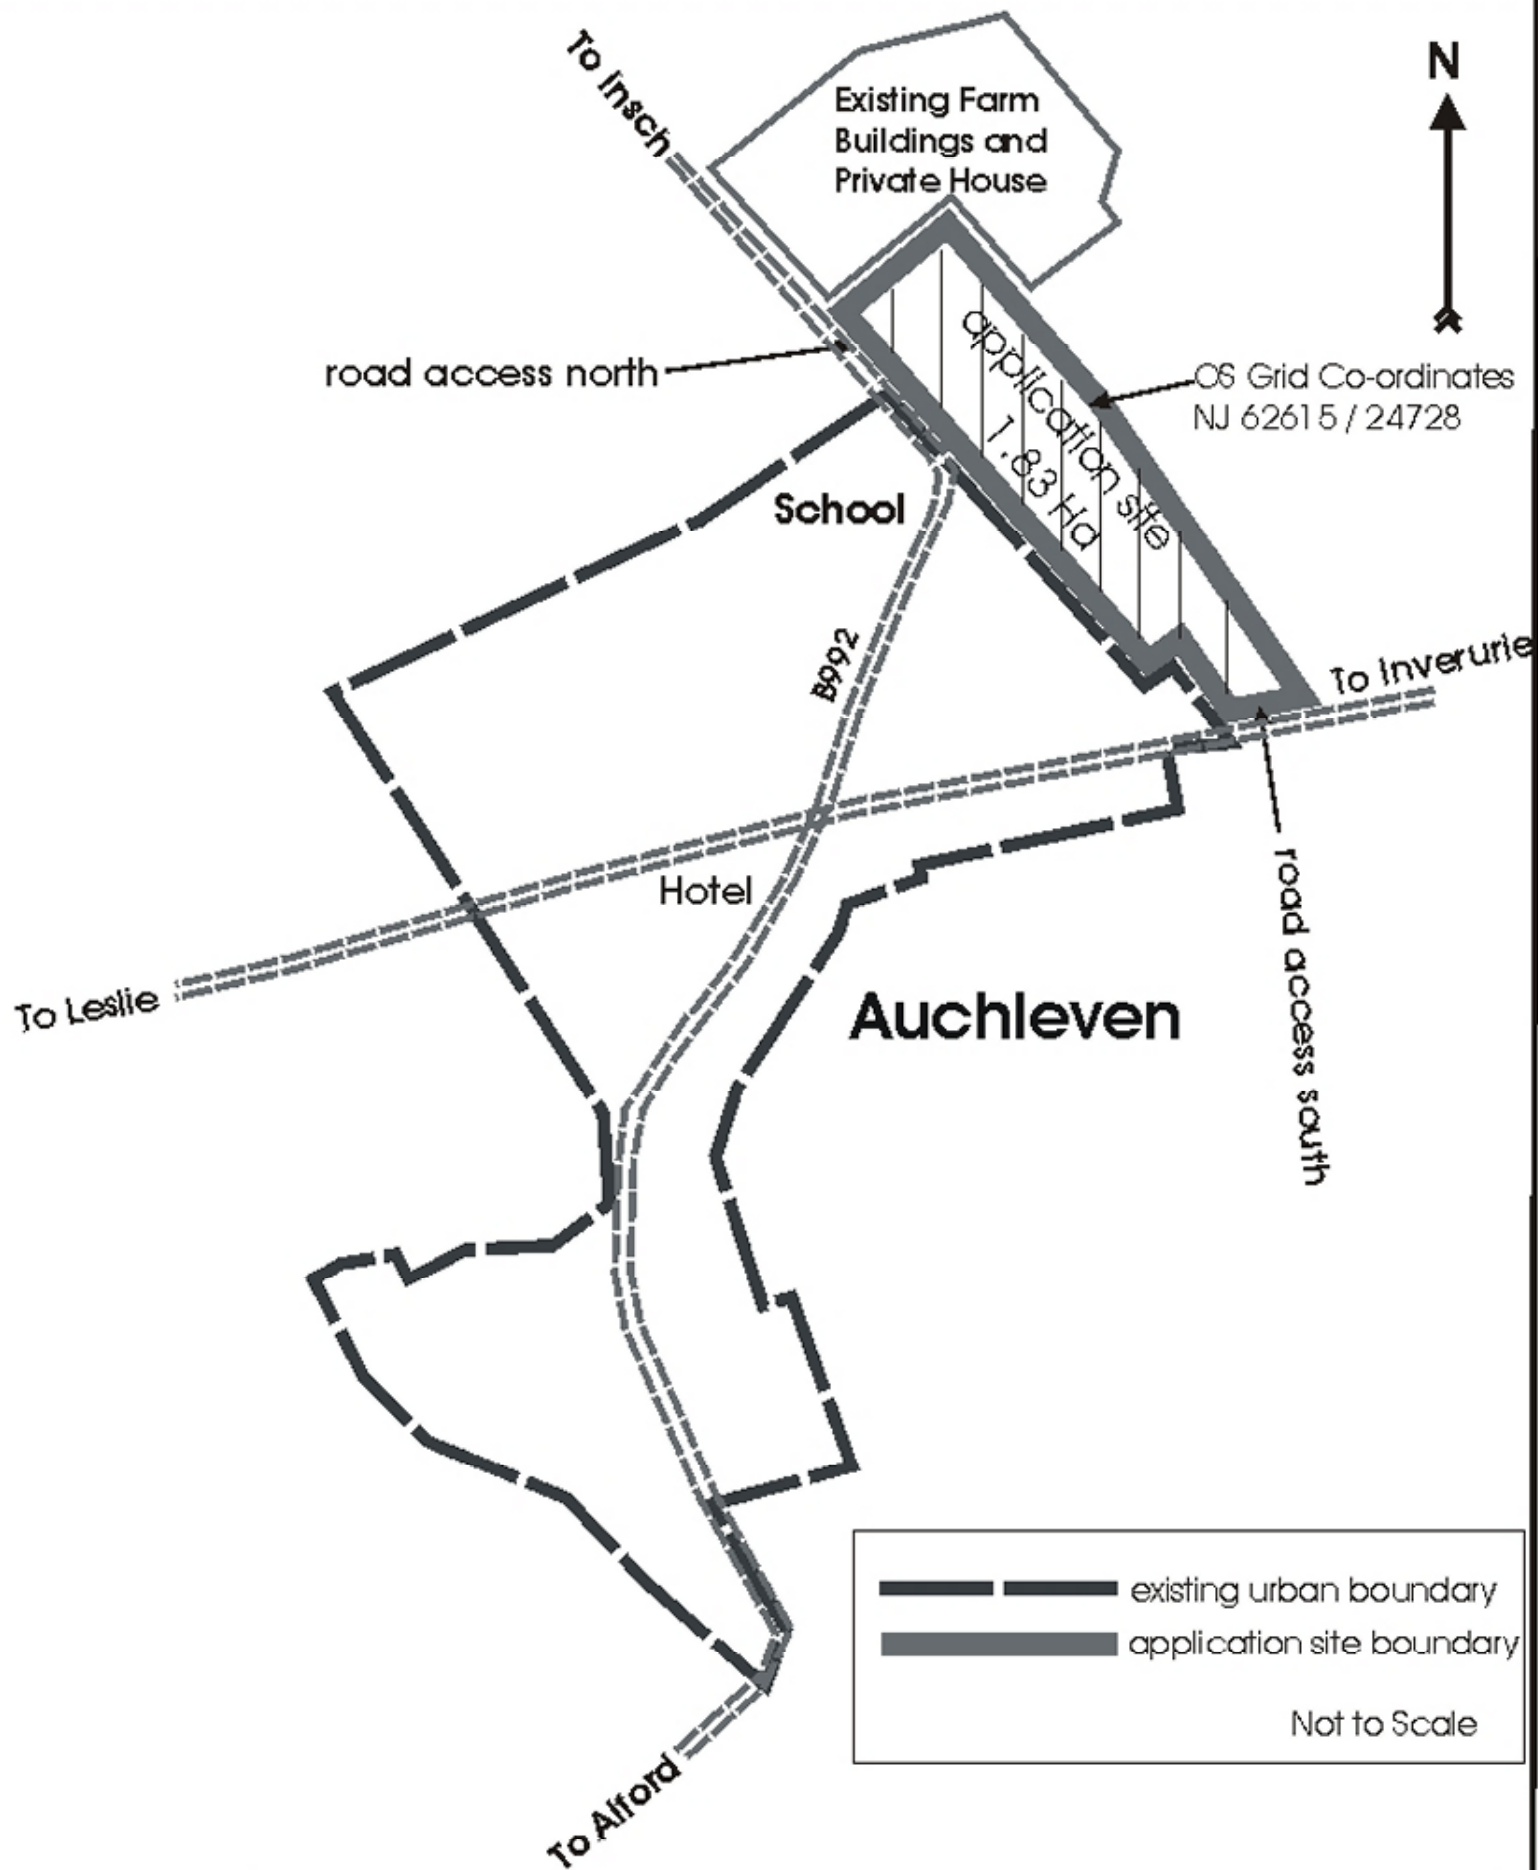 To Insch
N
Existing Farm
Buildings and
Private House
road access north
application site
1.83 Ha
OS Grid Co-ordinates
NJ 62615 / 24728
School
B992
To Inverurie
Hotel
To Leslie
Auchleven
road access south
existing urban boundary
application site boundary
Not to Scale
To Alford